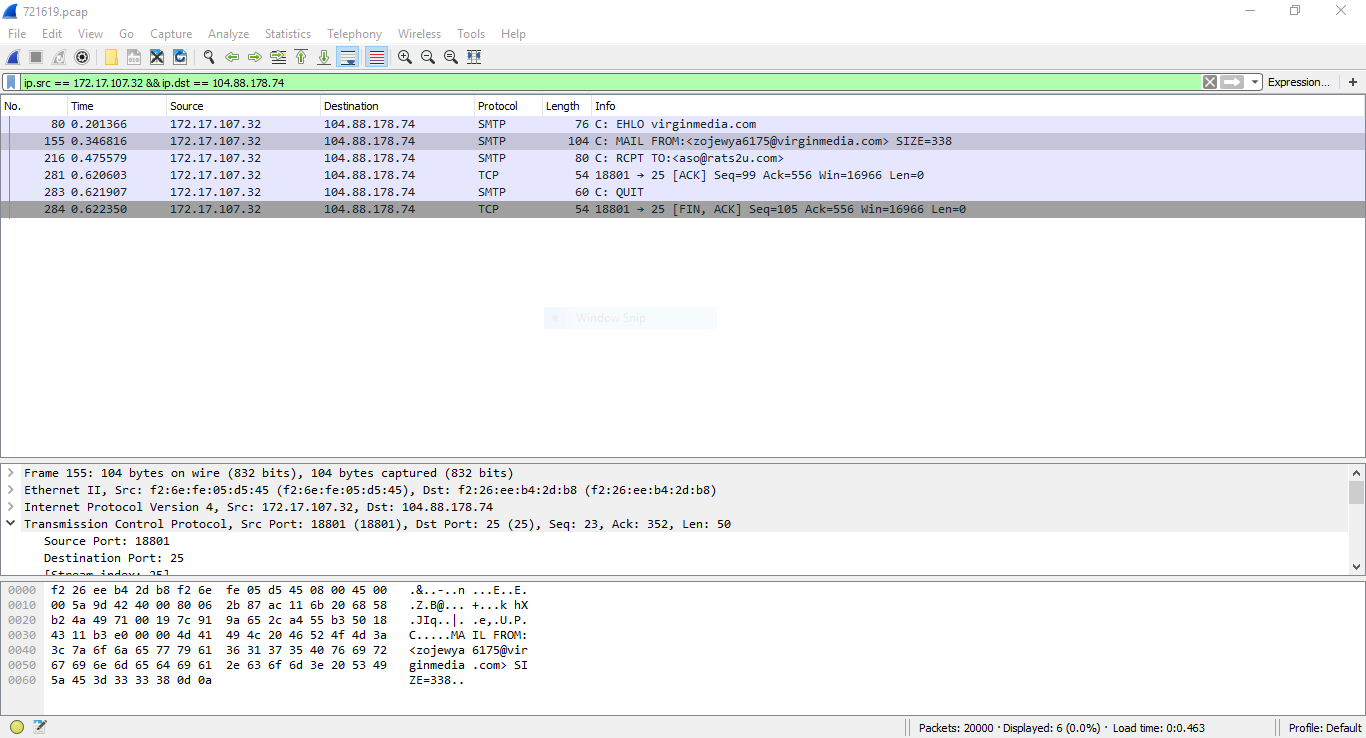 721619.pcap
File Edit View Go Capture Analyze Statistics Telephony Wireless Tools Help
ip.src == 172.17.107.32 && ip.dst == 104.88.178.74 Expression... +
No. Time Source Destination Protocol Length Info
80 0.201366 172.17.107.32 104.88.178.74 SMTP 76 C: EHLO virginmedia.com
155 0.346816 172.17.107.32 104.88.178.74 SMTP 104 C: MAIL FROM:<zojewya6175@virginmedia.com> SIZE=338
216 0.475579 172.17.107.32 104.88.178.74 SMTP 80 C: RCPT TO:<aso@rats2u.com>
281 0.620603 172.17.107.32 104.88.178.74 TCP 54 18801 → 25 [ACK] Seq=99 Ack=556 Win=16966 Len=0
283 0.621907 172.17.107.32 104.88.178.74 SMTP 60 C: QUIT
284 0.622350 172.17.107.32 104.88.178.74 TCP 54 18801 → 25 [FIN, ACK] Seq=105 Ack=556 Win=16966 Len=0
Window Snip
Frame 155: 104 bytes on wire (832 bits), 104 bytes captured (832 bits)
Ethernet II, Src: f2:6e:fe:05:d5:45 (f2:6e:fe:05:d5:45), Dst: f2:26:ee:b4:2d:b8 (f2:26:ee:b4:2d:b8)
Internet Protocol Version 4, Src: 172.17.107.32, Dst: 104.88.178.74
Transmission Control Protocol, Src Port: 18801 (18801), Dst Port: 25 (25), Seq: 23, Ack: 352, Len: 50
Source Port: 18801
Destination Port: 25
[Stream index: 25]
0000 f2 26 ee b4 2d b8 f2 6e fe 05 d5 45 08 00 45 00 .&..-..n ...E..E.
0010 00 5a 9d 42 40 00 80 06 2b 87 ac 11 6b 20 68 58 .Z.B@... +...k hX
0020 b2 4a 49 71 00 19 7c 91 9a 65 2c a4 55 b3 50 18 .JIq..|. .e,.U.P.
0030 43 11 b3 e0 00 00 4d 41 49 4c 20 46 52 4f 4d 3a C.....MA IL FROM:
0040 3c 7a 6f 6a 65 77 79 61 36 31 37 35 40 76 69 72 <zojewya 6175@vir
0050 67 69 6e 6d 65 64 69 61 2e 63 6f 6d 3e 20 53 49 ginmedia .com> SI
0060 5a 45 3d 33 33 38 0d 0a ZE=338..
Packets: 20000 · Displayed: 6 (0.0%) · Load time: 0:0.463 Profile: Default